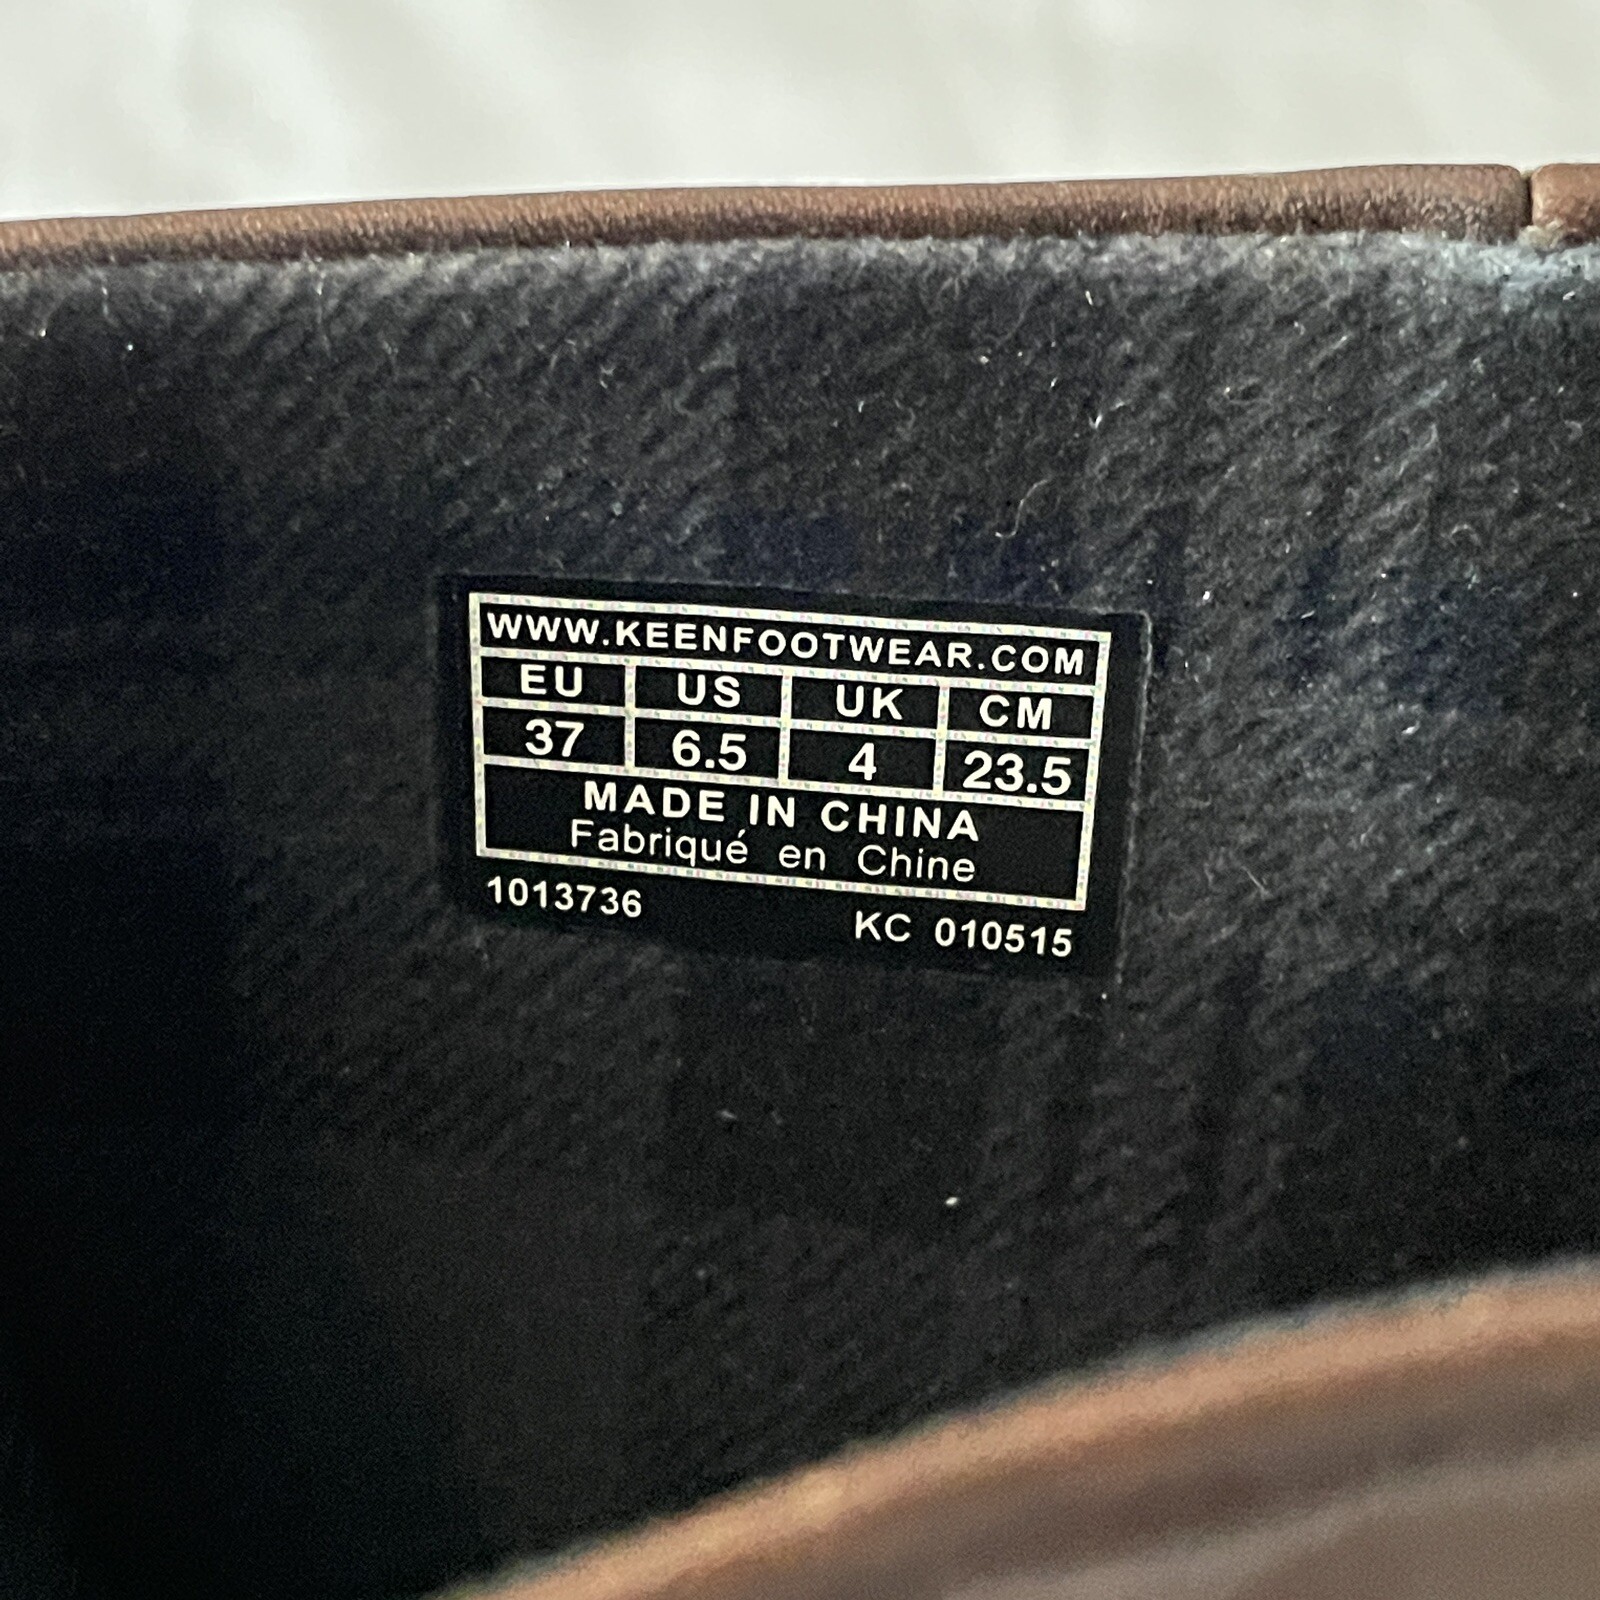 WWW.KEENFOOTWEAR.COM
EU US UK CM
37 6.5 4 23.5
MADE IN CHINA
Fabriqué en Chine
1013736 KC 010515